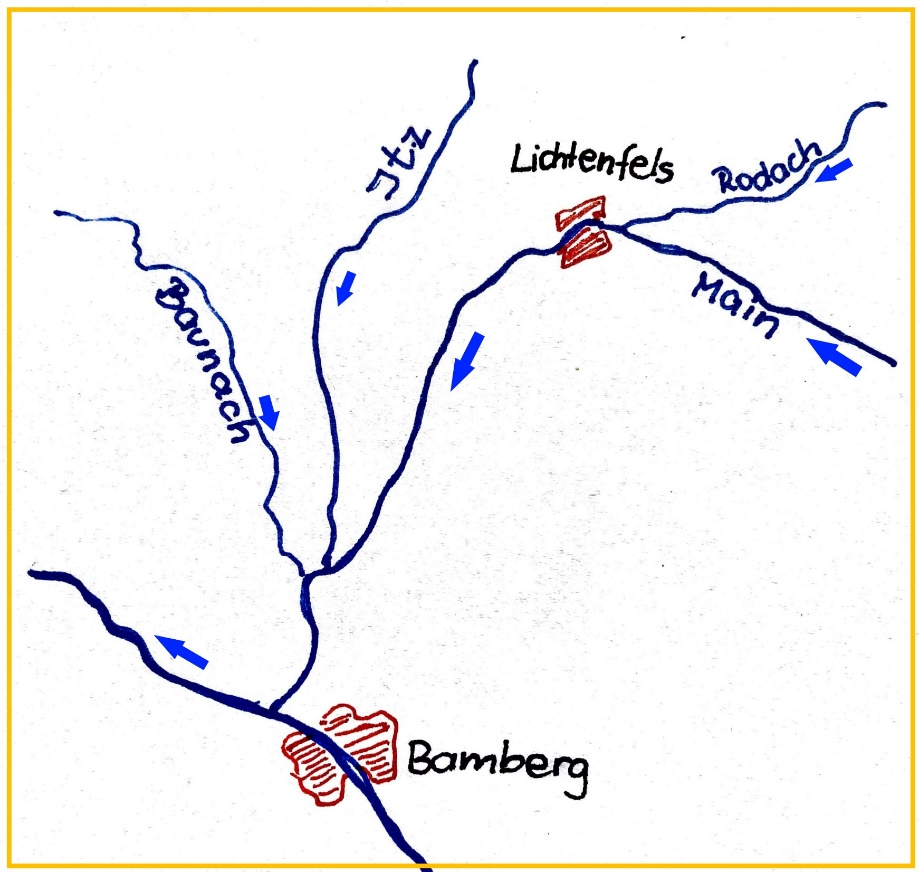 Itz
Lichtenfels
Rodach
Main
Baunach
Bamberg